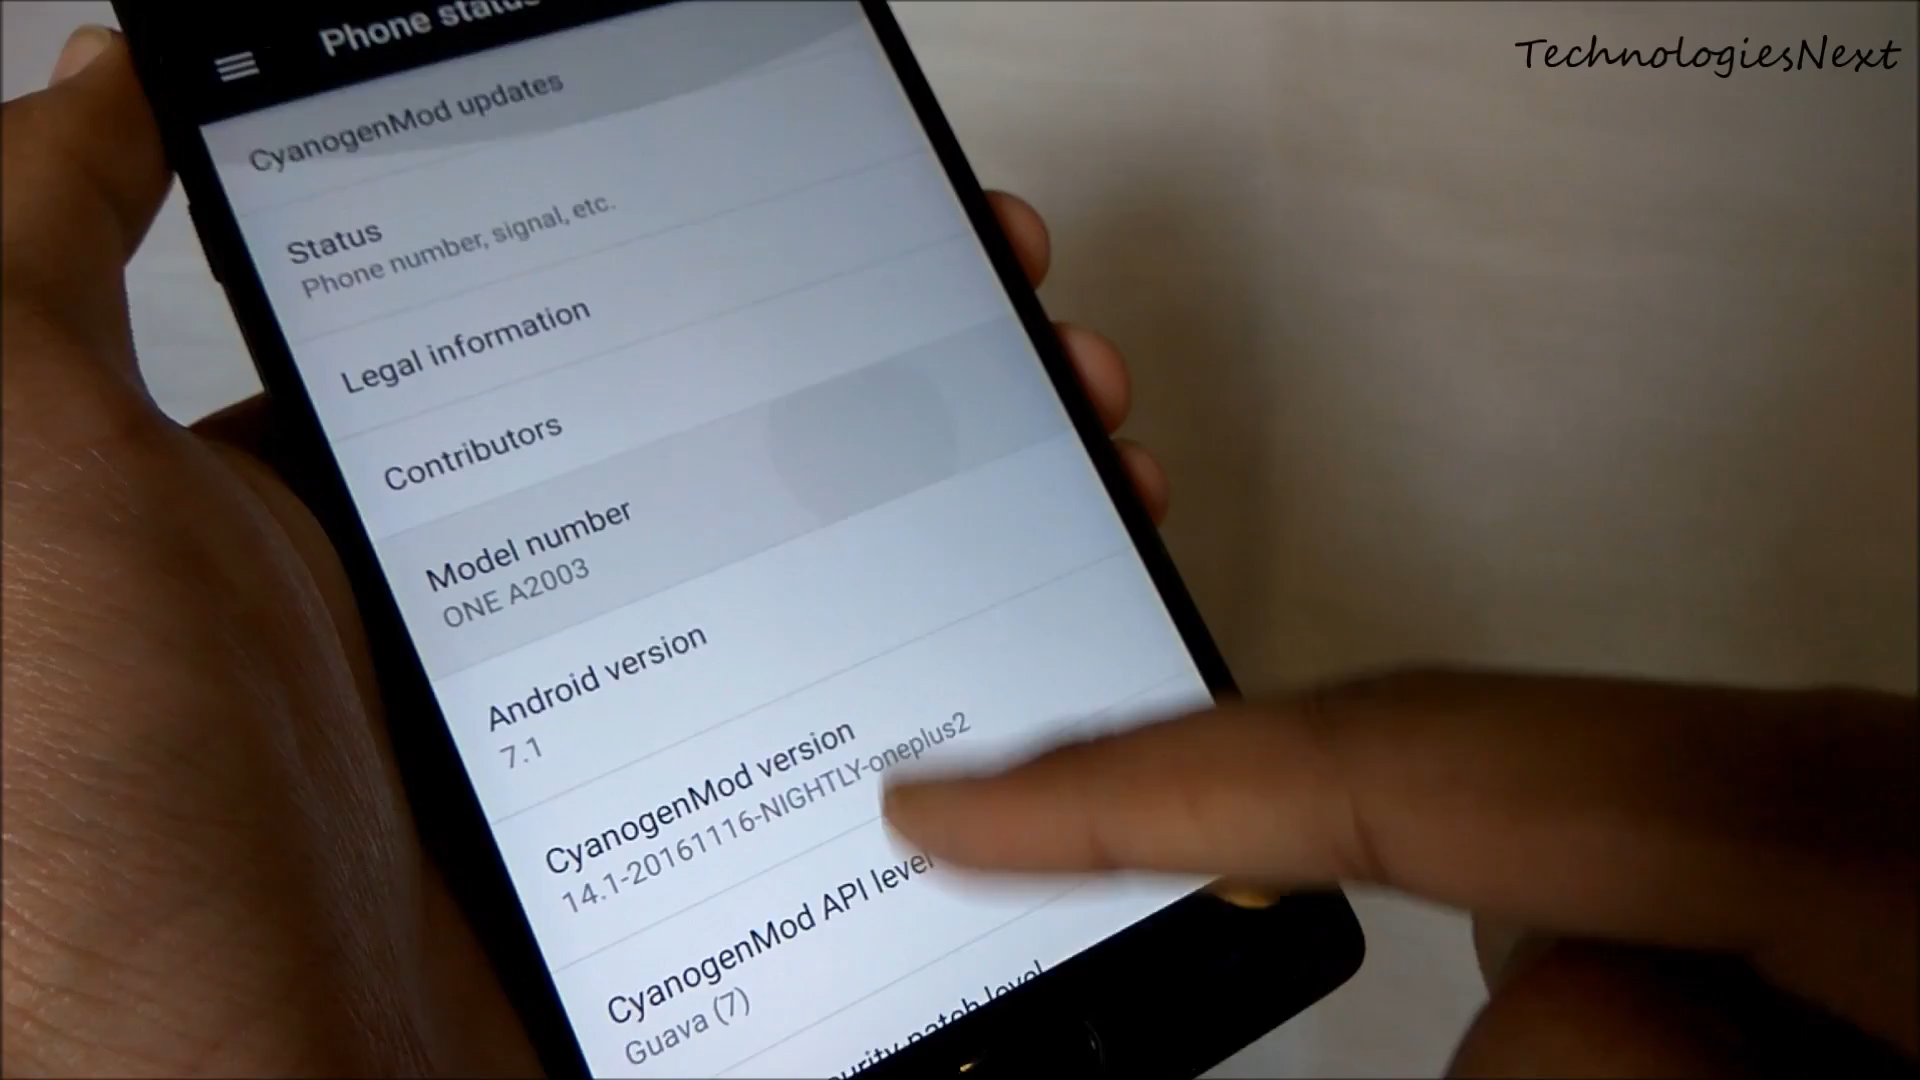 TechnologiesNext
Phone status
CyanogenMod updates
Status
Phone number, signal, etc.
Legal information
Contributors
Model number
ONE A2003
Android version
7.1
CyanogenMod version
14.1-20161116-NIGHTLY-oneplus2
CyanogenMod API level
Guava (7)
patch level